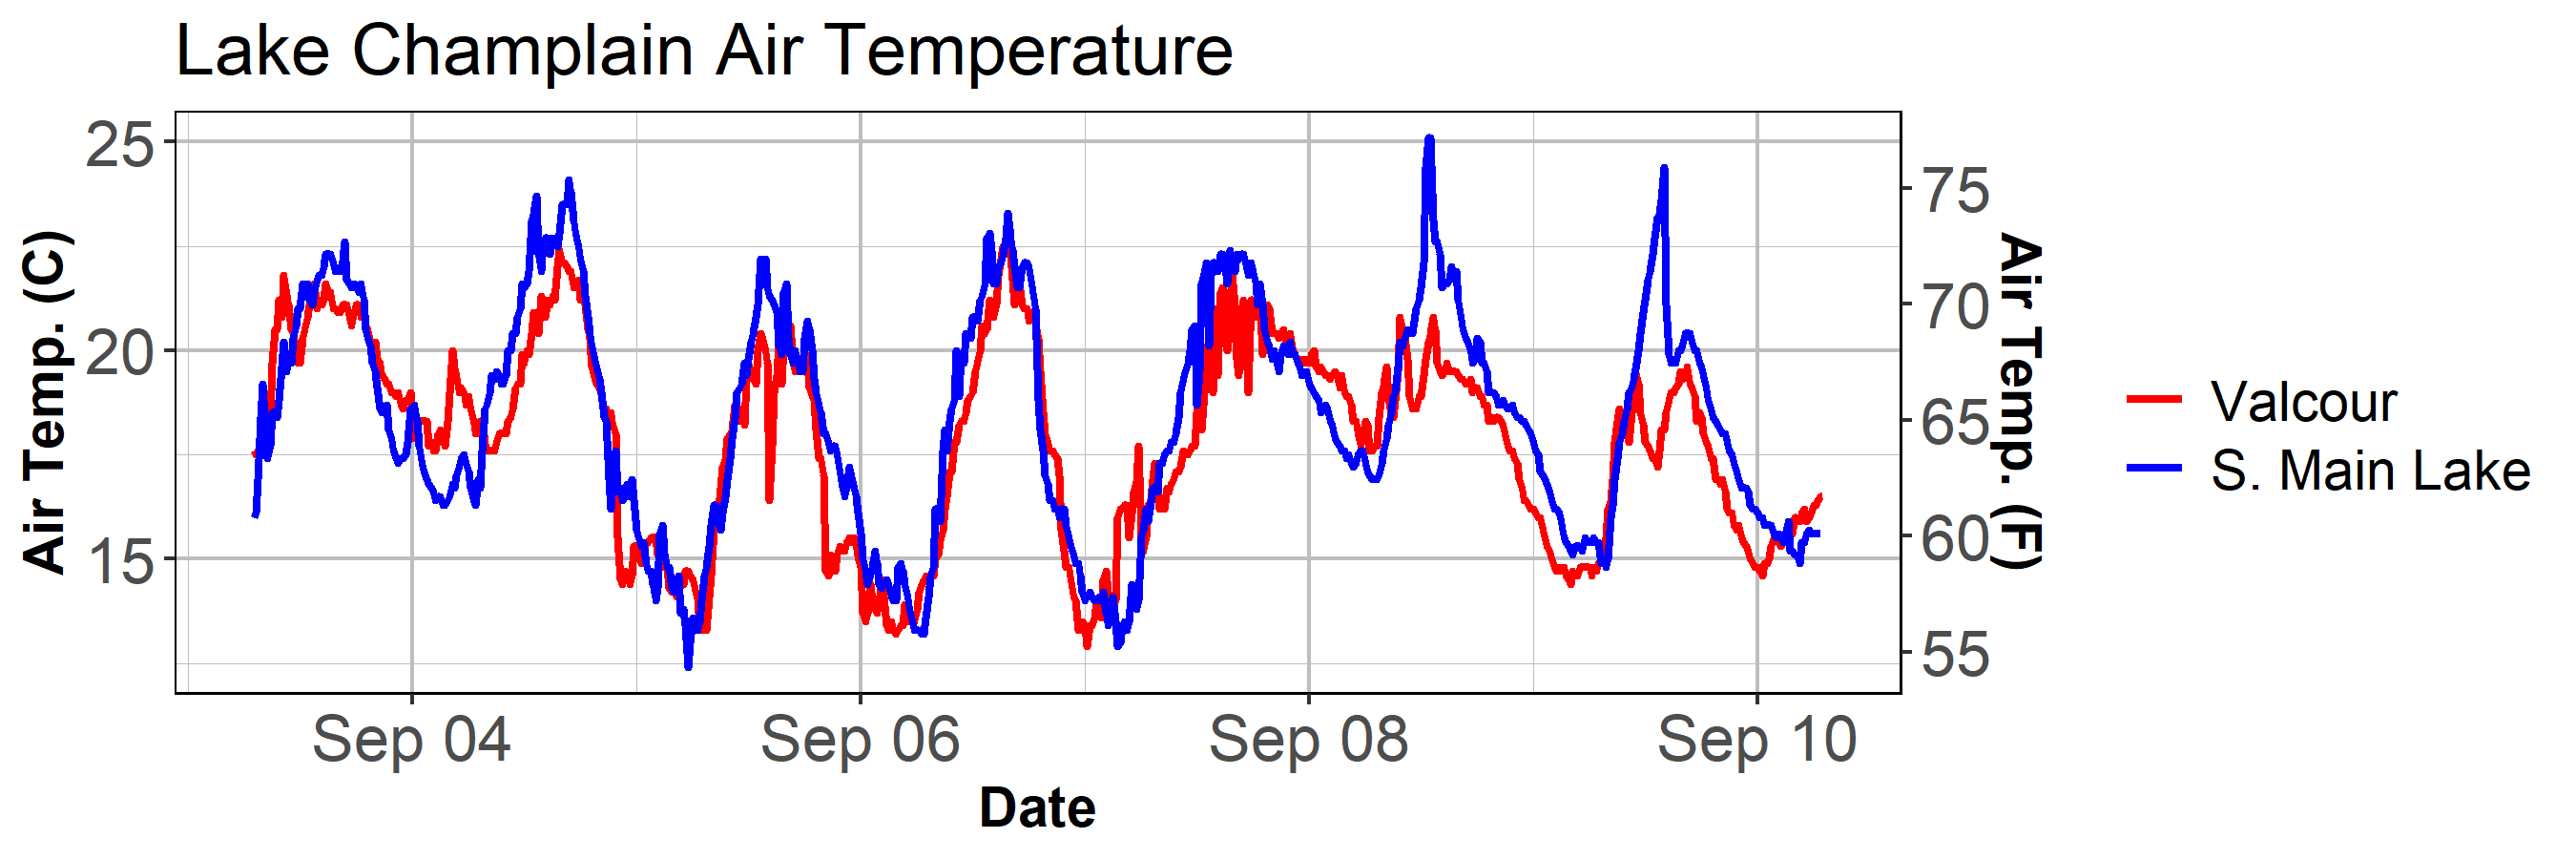 Lake Champlain Air Temperature
Air Temp. (C)
25
20
15
75
70
65
60
55
Air Temp. (F)
Sep 04 Sep 06 Sep 08 Sep 10
Date
Valcour
S. Main Lake